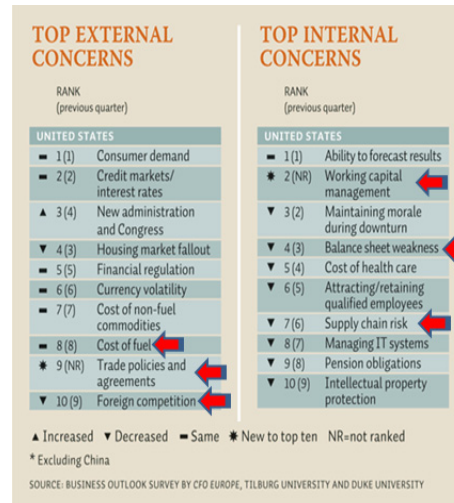 TOP EXTERNAL
CONCERNS
RANK
(previous quarter)
UNITED STATES
▬ 1 (1) Consumer demand
▬ 2 (2) Credit markets/
interest rates
▲ 3 (4) New administration
and Congress
▼ 4 (3) Housing market fallout
▬ 5 (5) Financial regulation
▬ 6 (6) Currency volatility
▬ 7 (7) Cost of non-fuel
commodities
▬ 8 (8) Cost of fuel
✷ 9 (NR) Trade policies and
agreements
▼ 10 (9) Foreign competition
TOP INTERNAL
CONCERNS
RANK
(previous quarter)
UNITED STATES
▬ 1 (1) Ability to forecast results
✷ 2 (NR) Working capital
management
▼ 3 (2) Maintaining morale
during downturn
▼ 4 (3) Balance sheet weakness
▼ 5 (4) Cost of health care
▼ 6 (5) Attracting/retaining
qualified employees
▼ 7 (6) Supply chain risk
▼ 8 (7) Managing IT systems
▼ 9 (8) Pension obligations
▼ 10 (9) Intellectual property
protection
▲ Increased ▼ Decreased ▬ Same ✷ New to top ten NR=not ranked
* Excluding China
SOURCE: BUSINESS OUTLOOK SURVEY BY CFO EUROPE, TILBURG UNIVERSITY AND DUKE UNIVERSITY